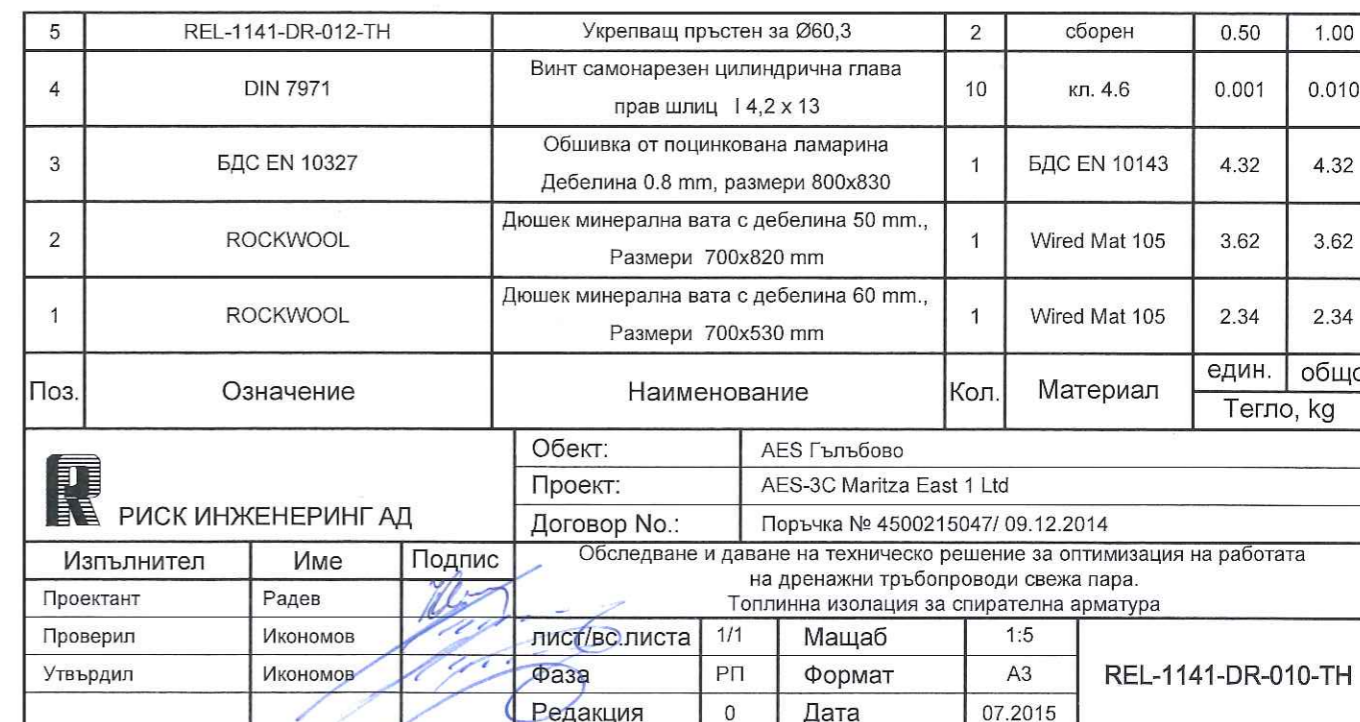 5 REL-1141-DR-012-TH Укрепващ пръстен за Ø60,3 2 сборен 0.50 1.00
4 DIN 7971 Винт самонарезен цилиндрична глава
прав шлиц I 4,2 x 13 10 кл. 4.6 0.001 0.010
3 БДС EN 10327 Обшивка от поцинкована ламарина
Дебелина 0.8 mm, размери 800x830 1 БДС EN 10143 4.32 4.32
2 ROCKWOOL Дюшек минерална вата с дебелина 50 mm.,
Размери 700x820 mm 1 Wired Mat 105 3.62 3.62
1 ROCKWOOL Дюшек минерална вата с дебелина 60 mm.,
Размери 700x530 mm 1 Wired Mat 105 2.34 2.34
Поз. Означение Наименование Кол. Материал един. общо
Тегло, kg
R РИСК ИНЖЕНЕРИНГ АД
Обект: AES Гълъбово
Проект: AES-3C Maritza East 1 Ltd
Договор No.: Поръчка № 4500215047/ 09.12.2014
Изпълнител Име Подпис
Обследване и даване на техническо решение за оптимизация на работата
на дренажни тръбопроводи свежа пара.
Топлинна изолация за спирателна арматура
Проектант Радев
Проверил Икономов
Утвърдил Икономов
лист/вс.листа 1/1 Мащаб 1:5
Фаза РП Формат A3
Редакция 0 Дата 07.2015
REL-1141-DR-010-TH